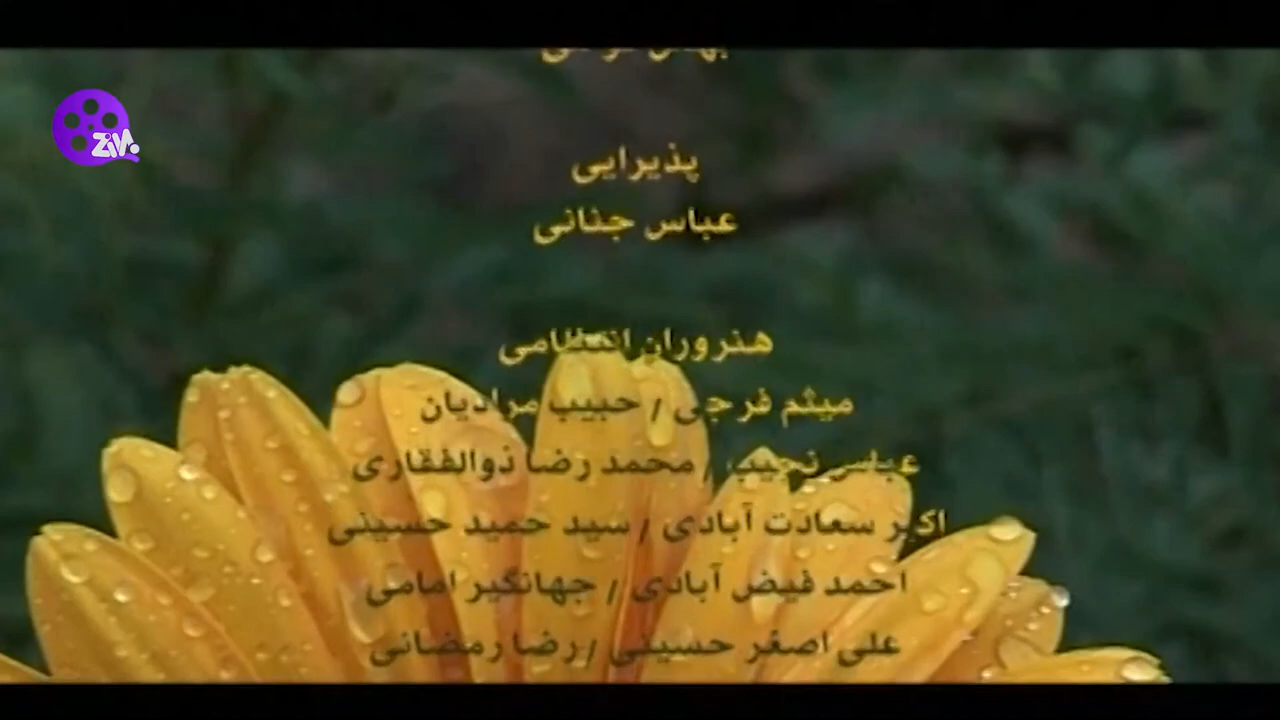 ZiM.
پذیرایی
عباس جنانی
هنروران انتظامی
میثم فرجی / حبیب مرادیان
عباس نجیب / محمد رضا ذوالفقاری
اکبر سعادت آبادی / سید حمید حسینی
احمد فیض آبادی / جهانگیر امامی
علی اصغر حسینی / رضا رمضانی